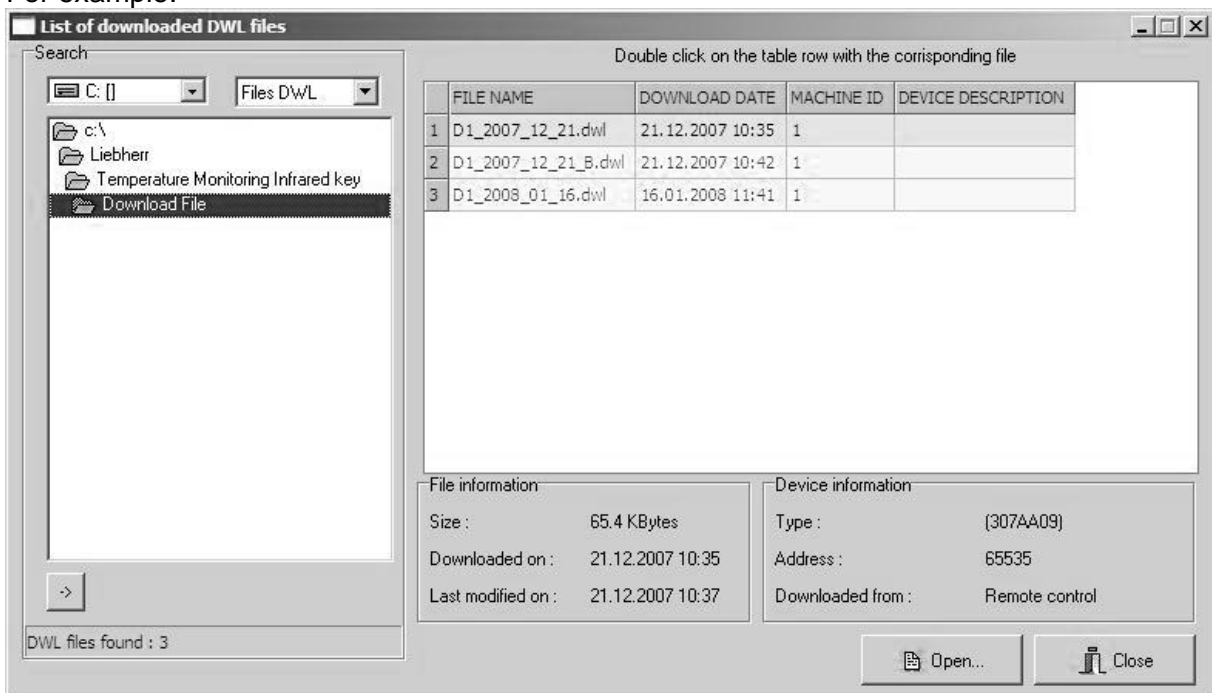 For example:
List of downloaded DWL files
Search
C: []
Files DWL
c:\
Liebherr
Temperature Monitoring Infrared key
Download File
->
DWL files found : 3
Double click on the table row with the corrisponding file
FILE NAME DOWNLOAD DATE MACHINE ID DEVICE DESCRIPTION
1 D1_2007_12_21.dwl 21.12.2007 10:35 1
2 D1_2007_12_21_B.dwl 21.12.2007 10:42 1
3 D1_2008_01_16.dwl 16.01.2008 11:41 1
File information
Size : 65.4 KBytes
Downloaded on : 21.12.2007 10:35
Last modified on : 21.12.2007 10:37
Device information
Type : (307AA09)
Address : 65535
Downloaded from : Remote control
Open...
Close